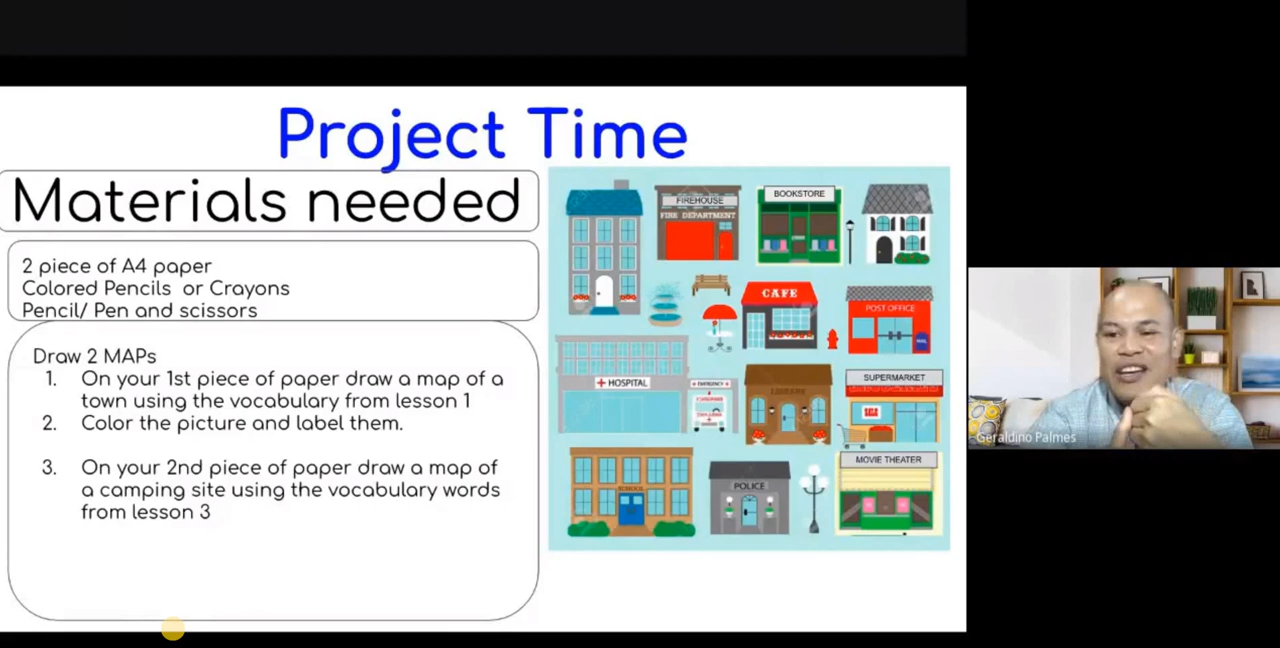 Project Time
Materials needed
2 piece of A4 paper
Colored Pencils or Crayons
Pencil/ Pen and scissors
Draw 2 MAPs
1. On your 1st piece of paper draw a map of a
town using the vocabulary from lesson 1
2. Color the picture and label them.
3. On your 2nd piece of paper draw a map of
a camping site using the vocabulary words
from lesson 3
FIREHOUSE
FIRE DEPARTMENT
BOOKSTORE
CAFE
POST OFFICE
HOSPITAL
EMERGENCY
LIBRARY
SUPERMARKET
SALE
SCHOOL
POLICE
MOVIE THEATER
Geraldino Palmes